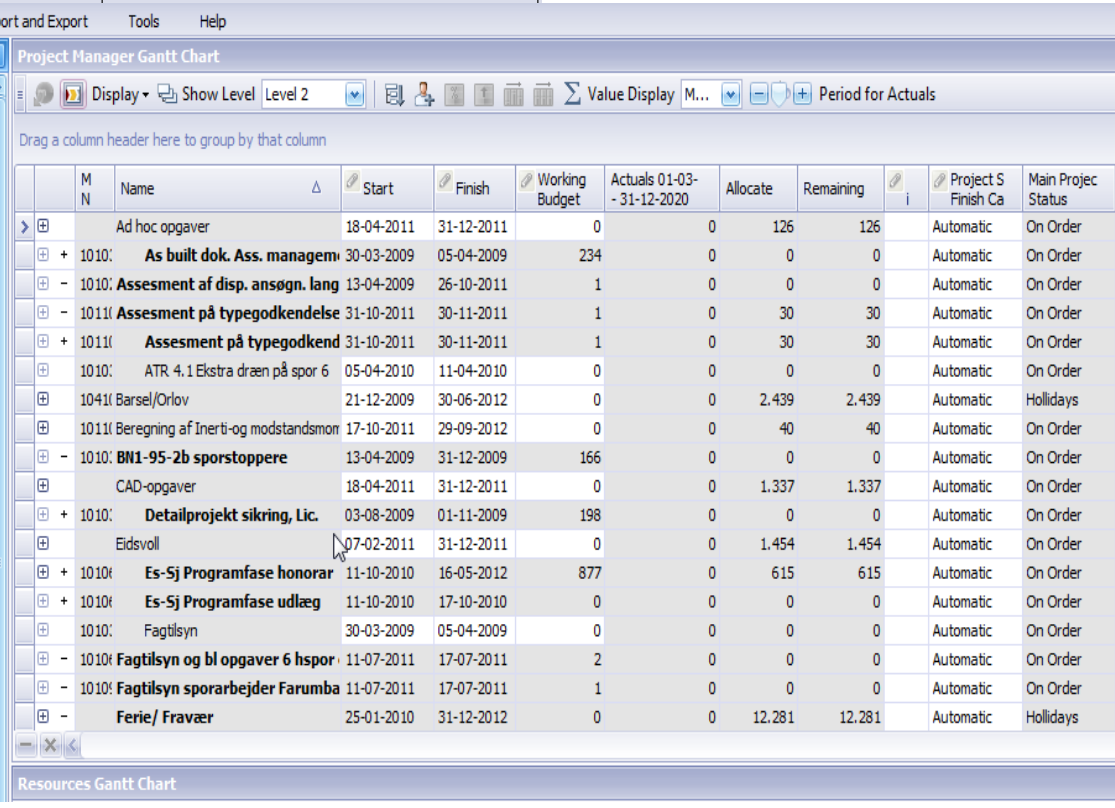 ort and Export Tools Help
Project Manager Gantt Chart
Display Show Level Level 2 Σ Value Display M... Period for Actuals
Drag a column header here to group by that column
M N Name Start Finish Working Budget Actuals 01-03- - 31-12-2020 Allocate Remaining i Project S Finish Ca Main Projec Status
Ad hoc opgaver 18-04-2011 31-12-2011 0 0 126 126 Automatic On Order
+ 1010 As built dok. Ass. managem 30-03-2009 05-04-2009 234 0 0 0 Automatic On Order
- 1010 Assesment af disp. ansøgn. lang 13-04-2009 26-10-2011 1 0 0 0 Automatic On Order
- 1011 Assesment på typegodkendelse 31-10-2011 30-11-2011 1 0 30 30 Automatic On Order
+ 1011 Assesment på typegodkend 31-10-2011 30-11-2011 1 0 30 30 Automatic On Order
1010 ATR 4.1 Ekstra dræn på spor 6 05-04-2010 11-04-2010 0 0 0 0 Automatic On Order
1041 Barsel/Orlov 21-12-2009 30-06-2012 0 0 2.439 2.439 Automatic Hollidays
1011 Beregning af Inerti-og modstandsmom 17-10-2011 29-09-2012 0 0 40 40 Automatic On Order
- 1010 BN1-95-2b sporstoppere 13-04-2009 31-12-2009 166 0 0 0 Automatic On Order
CAD-opgaver 18-04-2011 31-12-2011 0 0 1.337 1.337 Automatic On Order
+ 1010 Detailprojekt sikring, Lic. 03-08-2009 01-11-2009 198 0 0 0 Automatic On Order
Eidsvoll 07-02-2011 31-12-2011 0 0 1.454 1.454 Automatic On Order
+ 1010 Es-Sj Programfase honorar 11-10-2010 16-05-2012 877 0 615 615 Automatic On Order
+ 1010 Es-Sj Programfase udlæg 11-10-2010 17-10-2010 0 0 0 0 Automatic On Order
1010 Fagtilsyn 30-03-2009 05-04-2009 0 0 0 0 Automatic On Order
- 1010 Fagtilsyn og bl opgaver 6 hspor 11-07-2011 17-07-2011 2 0 0 0 Automatic On Order
- 1010 Fagtilsyn sporarbejder Farumba 11-07-2011 17-07-2011 1 0 0 0 Automatic On Order
- Ferie/ Fravær 25-01-2010 31-12-2012 0 0 12.281 12.281 Automatic Hollidays
Resources Gantt Chart